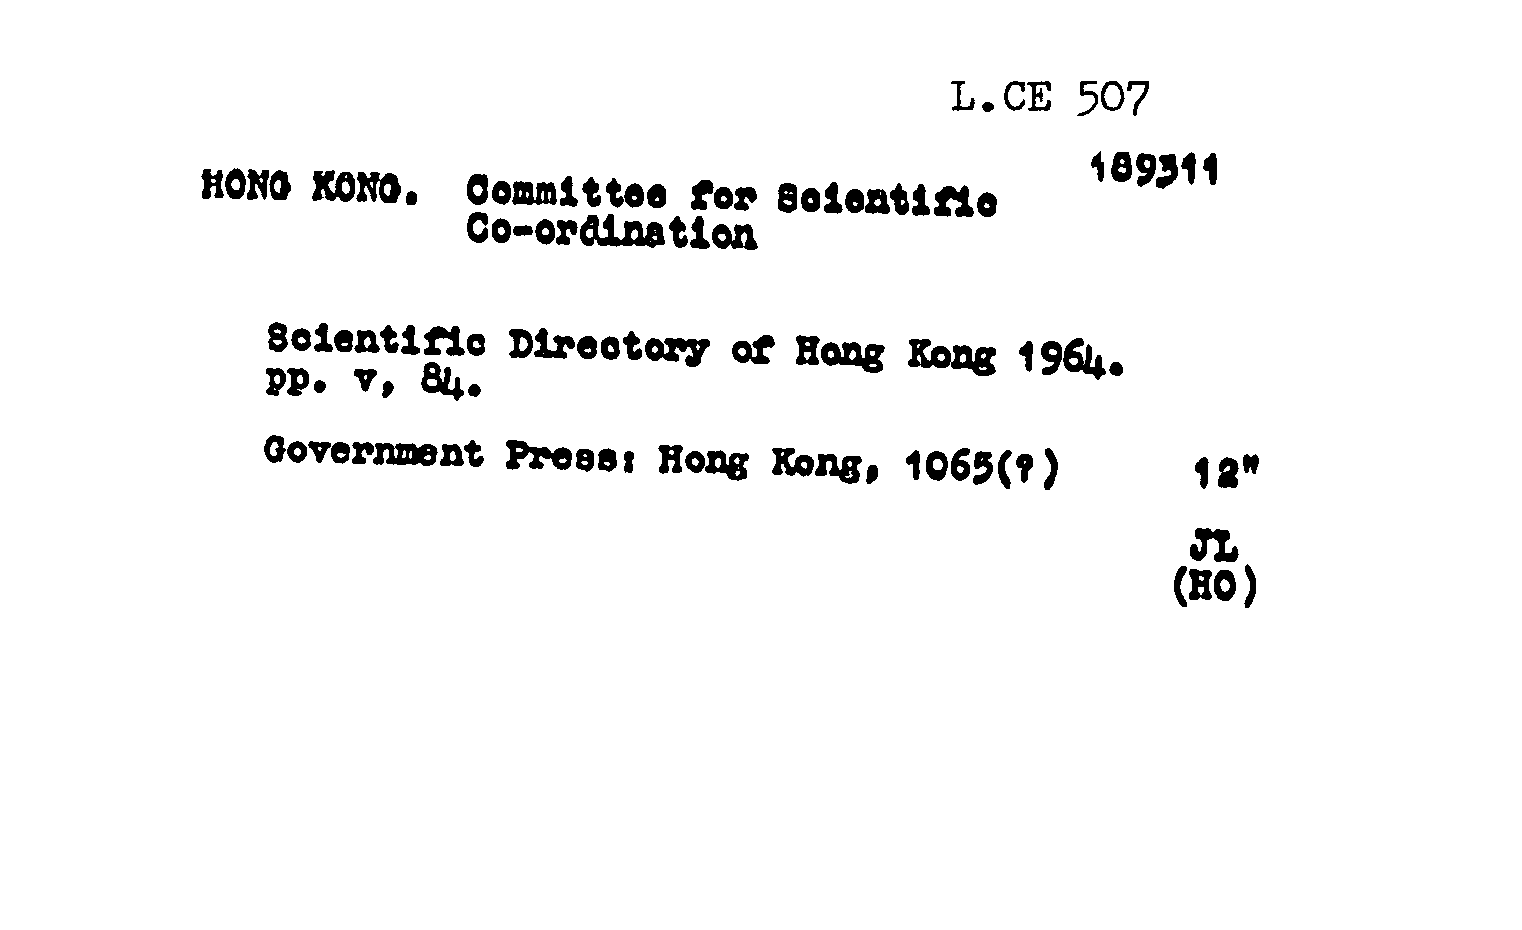 L.CE 507
189311
HONG KONG. Committee for Scientific
Co-ordination
Scientific Directory of Hong Kong 1964.
pp. v, 84.
Government Press: Hong Kong, 1065(?) 12"
JL
(HO)